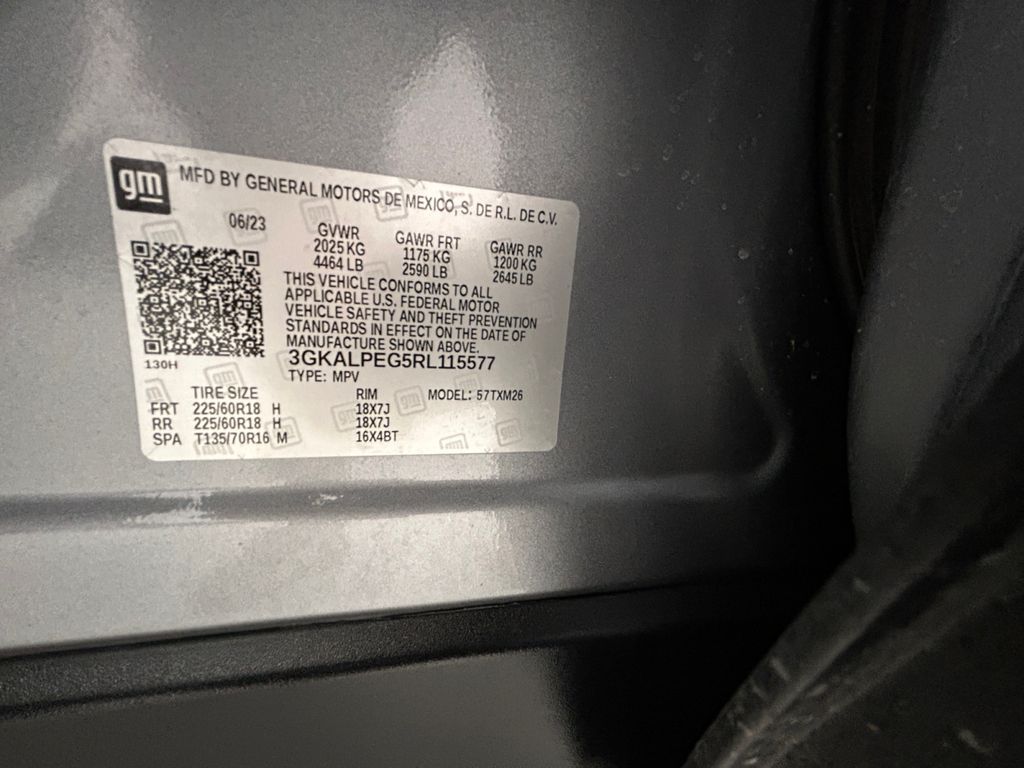 gm MFD BY GENERAL MOTORS DE MEXICO, S. DE R.L. DE C.V.
06/23 GVWR GAWR FRT GAWR RR
2025 KG 1175 KG 1200 KG
4464 LB 2590 LB 2645 LB
THIS VEHICLE CONFORMS TO ALL
APPLICABLE U.S. FEDERAL MOTOR
VEHICLE SAFETY AND THEFT PREVENTION
STANDARDS IN EFFECT ON THE DATE OF
MANUFACTURE SHOWN ABOVE.
130H 3GKALPEG5RL115577
TYPE: MPV
TIRE SIZE RIM MODEL: 57TXM26
FRT 225/60R18 H 18X7J
RR 225/60R18 H 18X7J
SPA T135/70R16 M 16X4BT